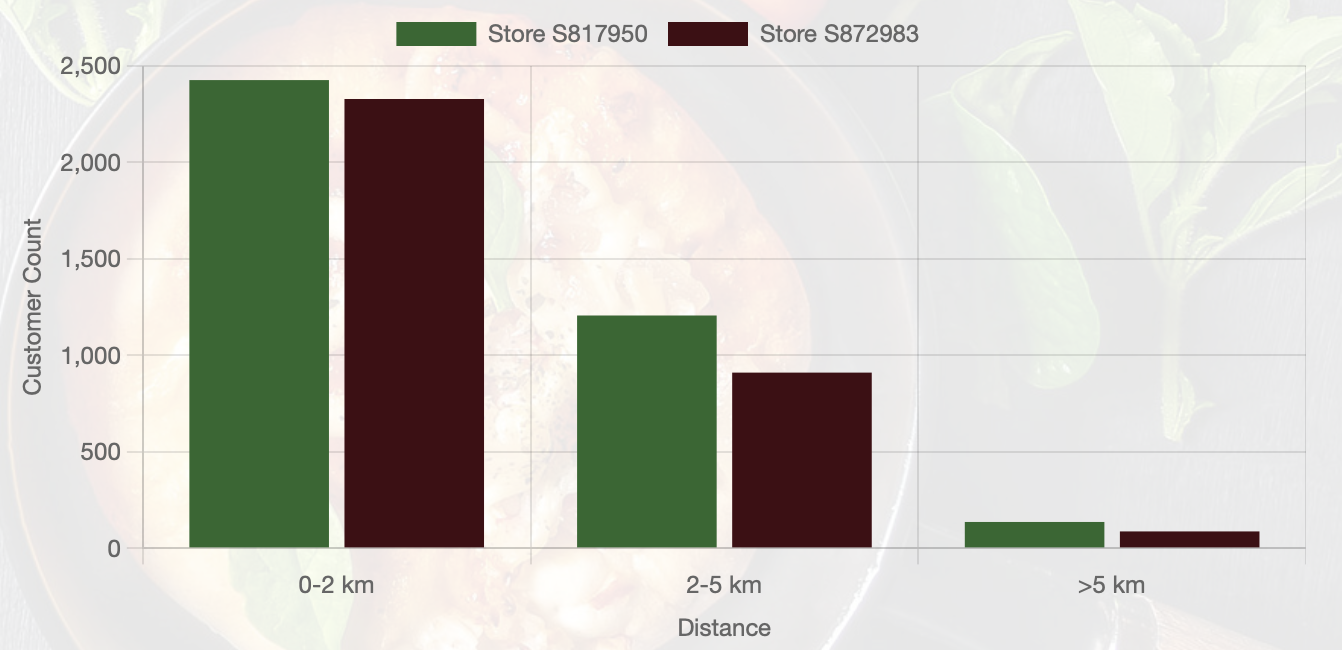 Store S817950 Store S872983
2,500
2,000
1,500
1,000
500
0
Customer Count
0-2 km 2-5 km >5 km
Distance